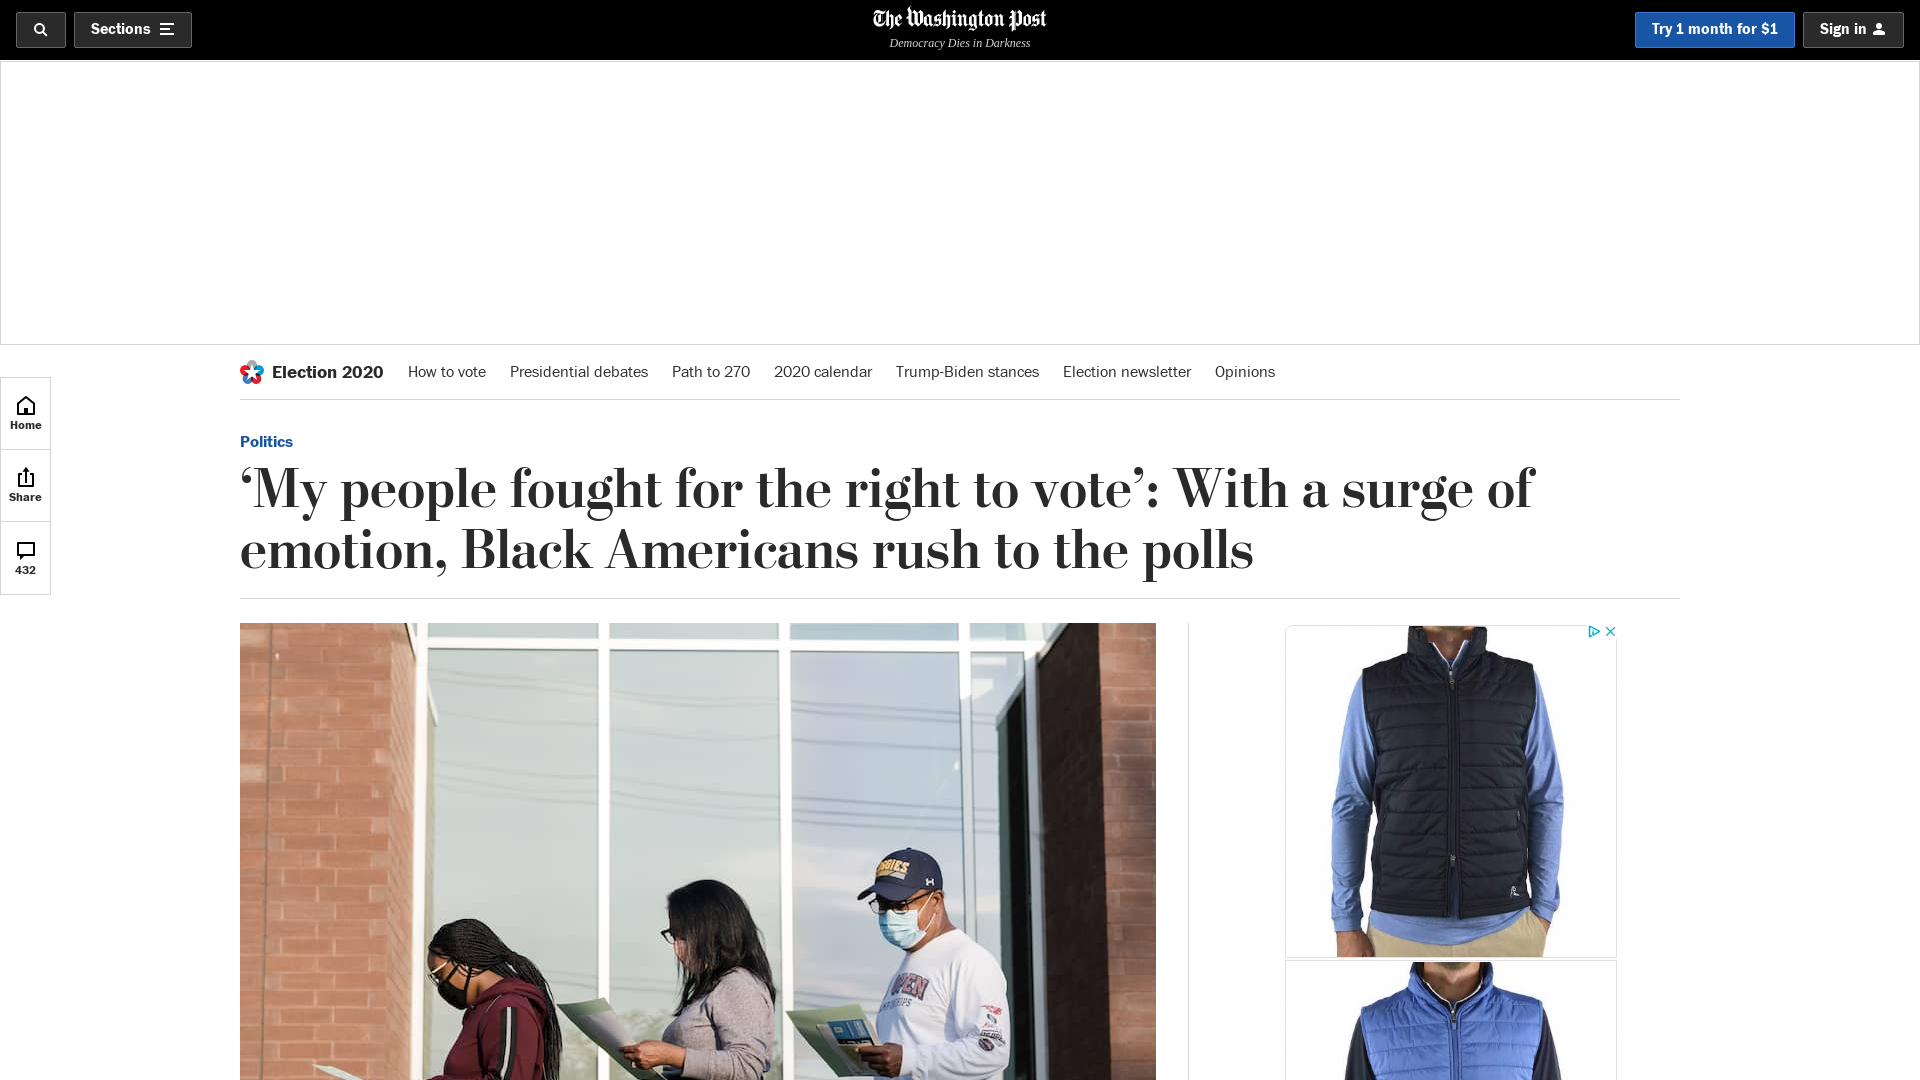 Sections
The Washington Post
Democracy Dies in Darkness
Try 1 month for $1
Sign in
Election 2020
How to vote
Presidential debates
Path to 270
2020 calendar
Trump-Biden stances
Election newsletter
Opinions
Home
Share
432
Politics
‘My people fought for the right to vote’: With a surge of
emotion, Black Americans rush to the polls
OPEN